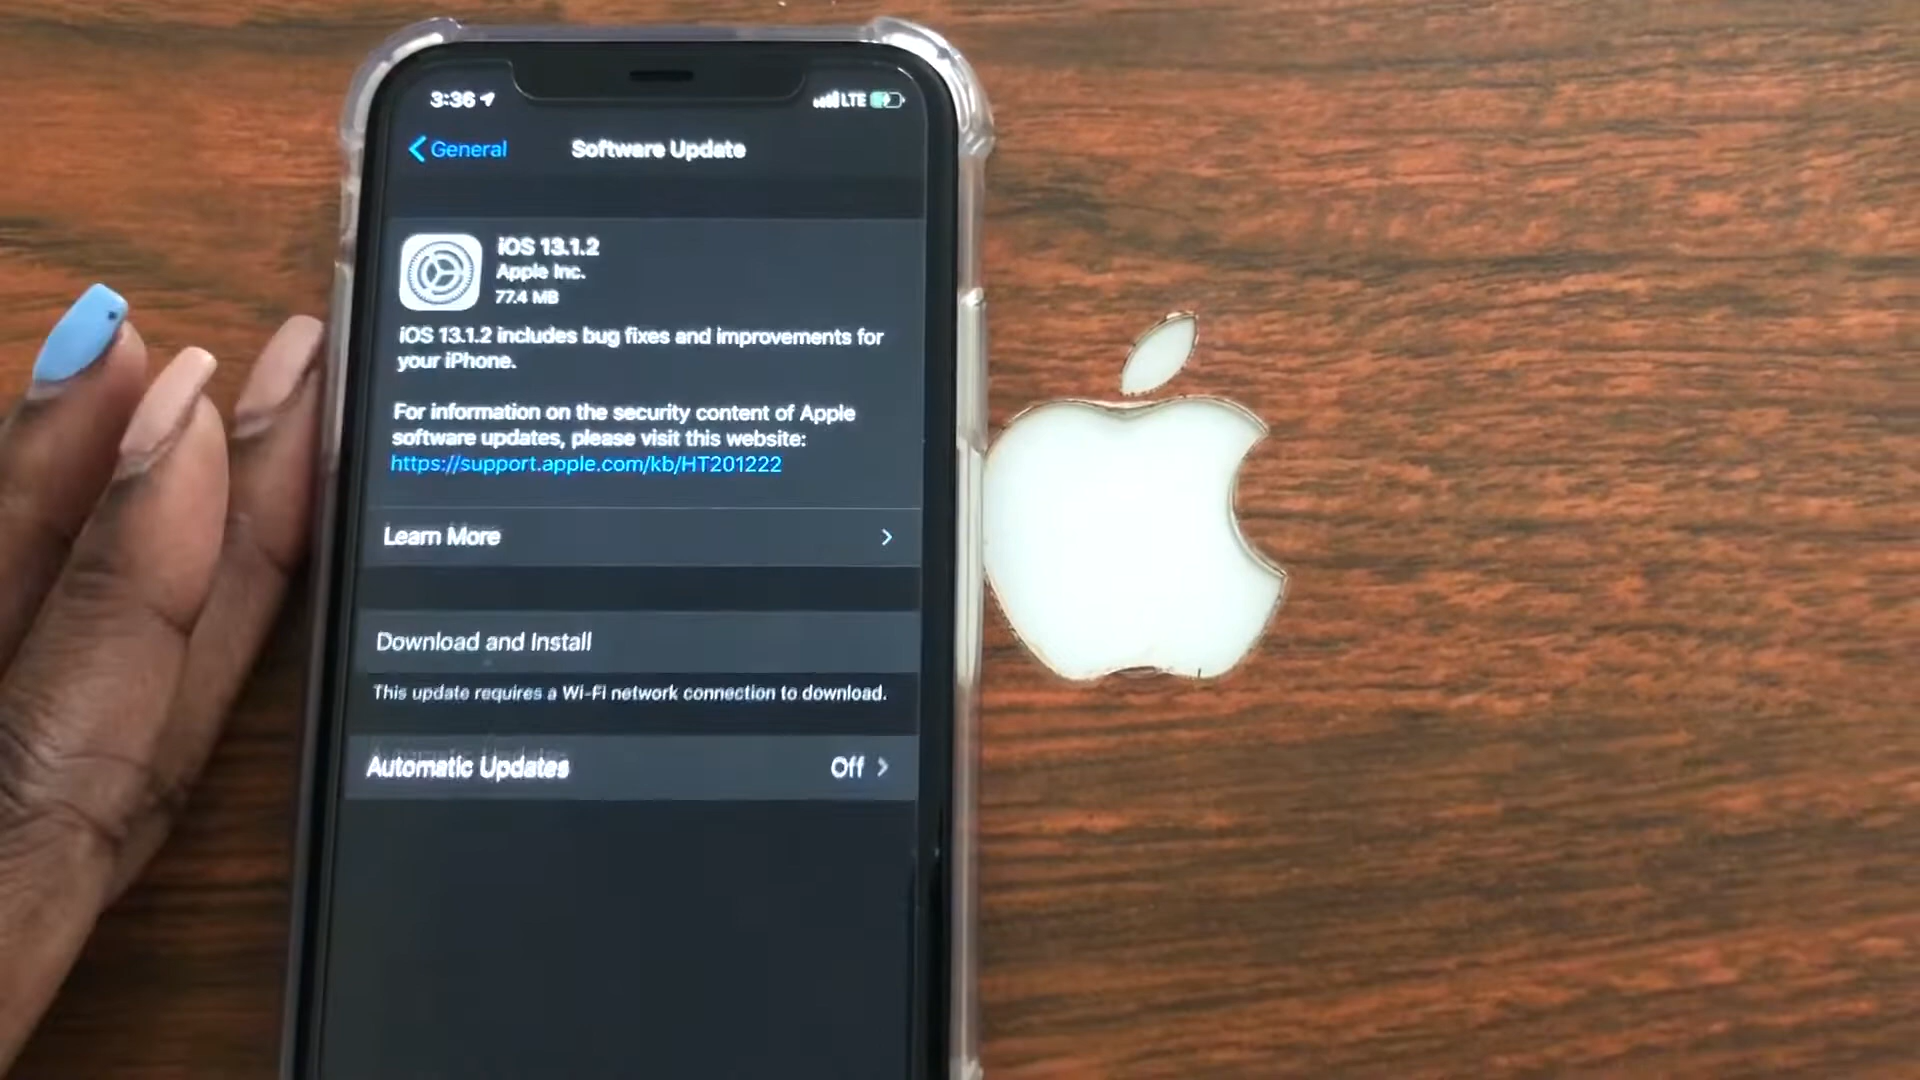 3:36 LTE
General Software Update
iOS 13.1.2
Apple Inc.
77.4 MB
iOS 13.1.2 includes bug fixes and improvements for
your iPhone.
For information on the security content of Apple
software updates, please visit this website:
https://support.apple.com/kb/HT201222
Learn More
Download and Install
This update requires a Wi-Fi network connection to download.
Automatic Updates Off